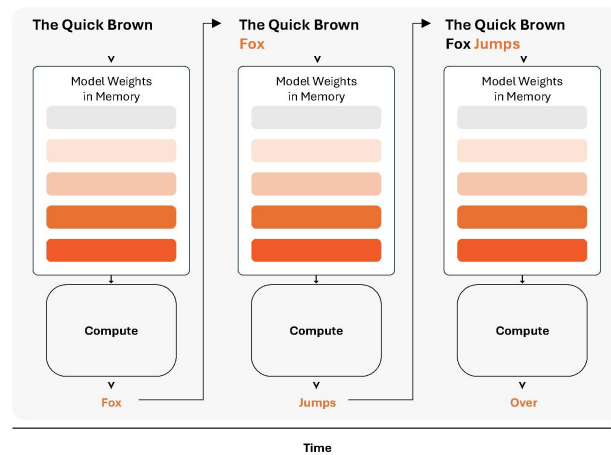 The Quick Brown
Model Weights
in Memory
Compute
Fox
The Quick Brown
Fox
Model Weights
in Memory
Compute
Jumps
The Quick Brown
Fox Jumps
Model Weights
in Memory
Compute
Over
Time